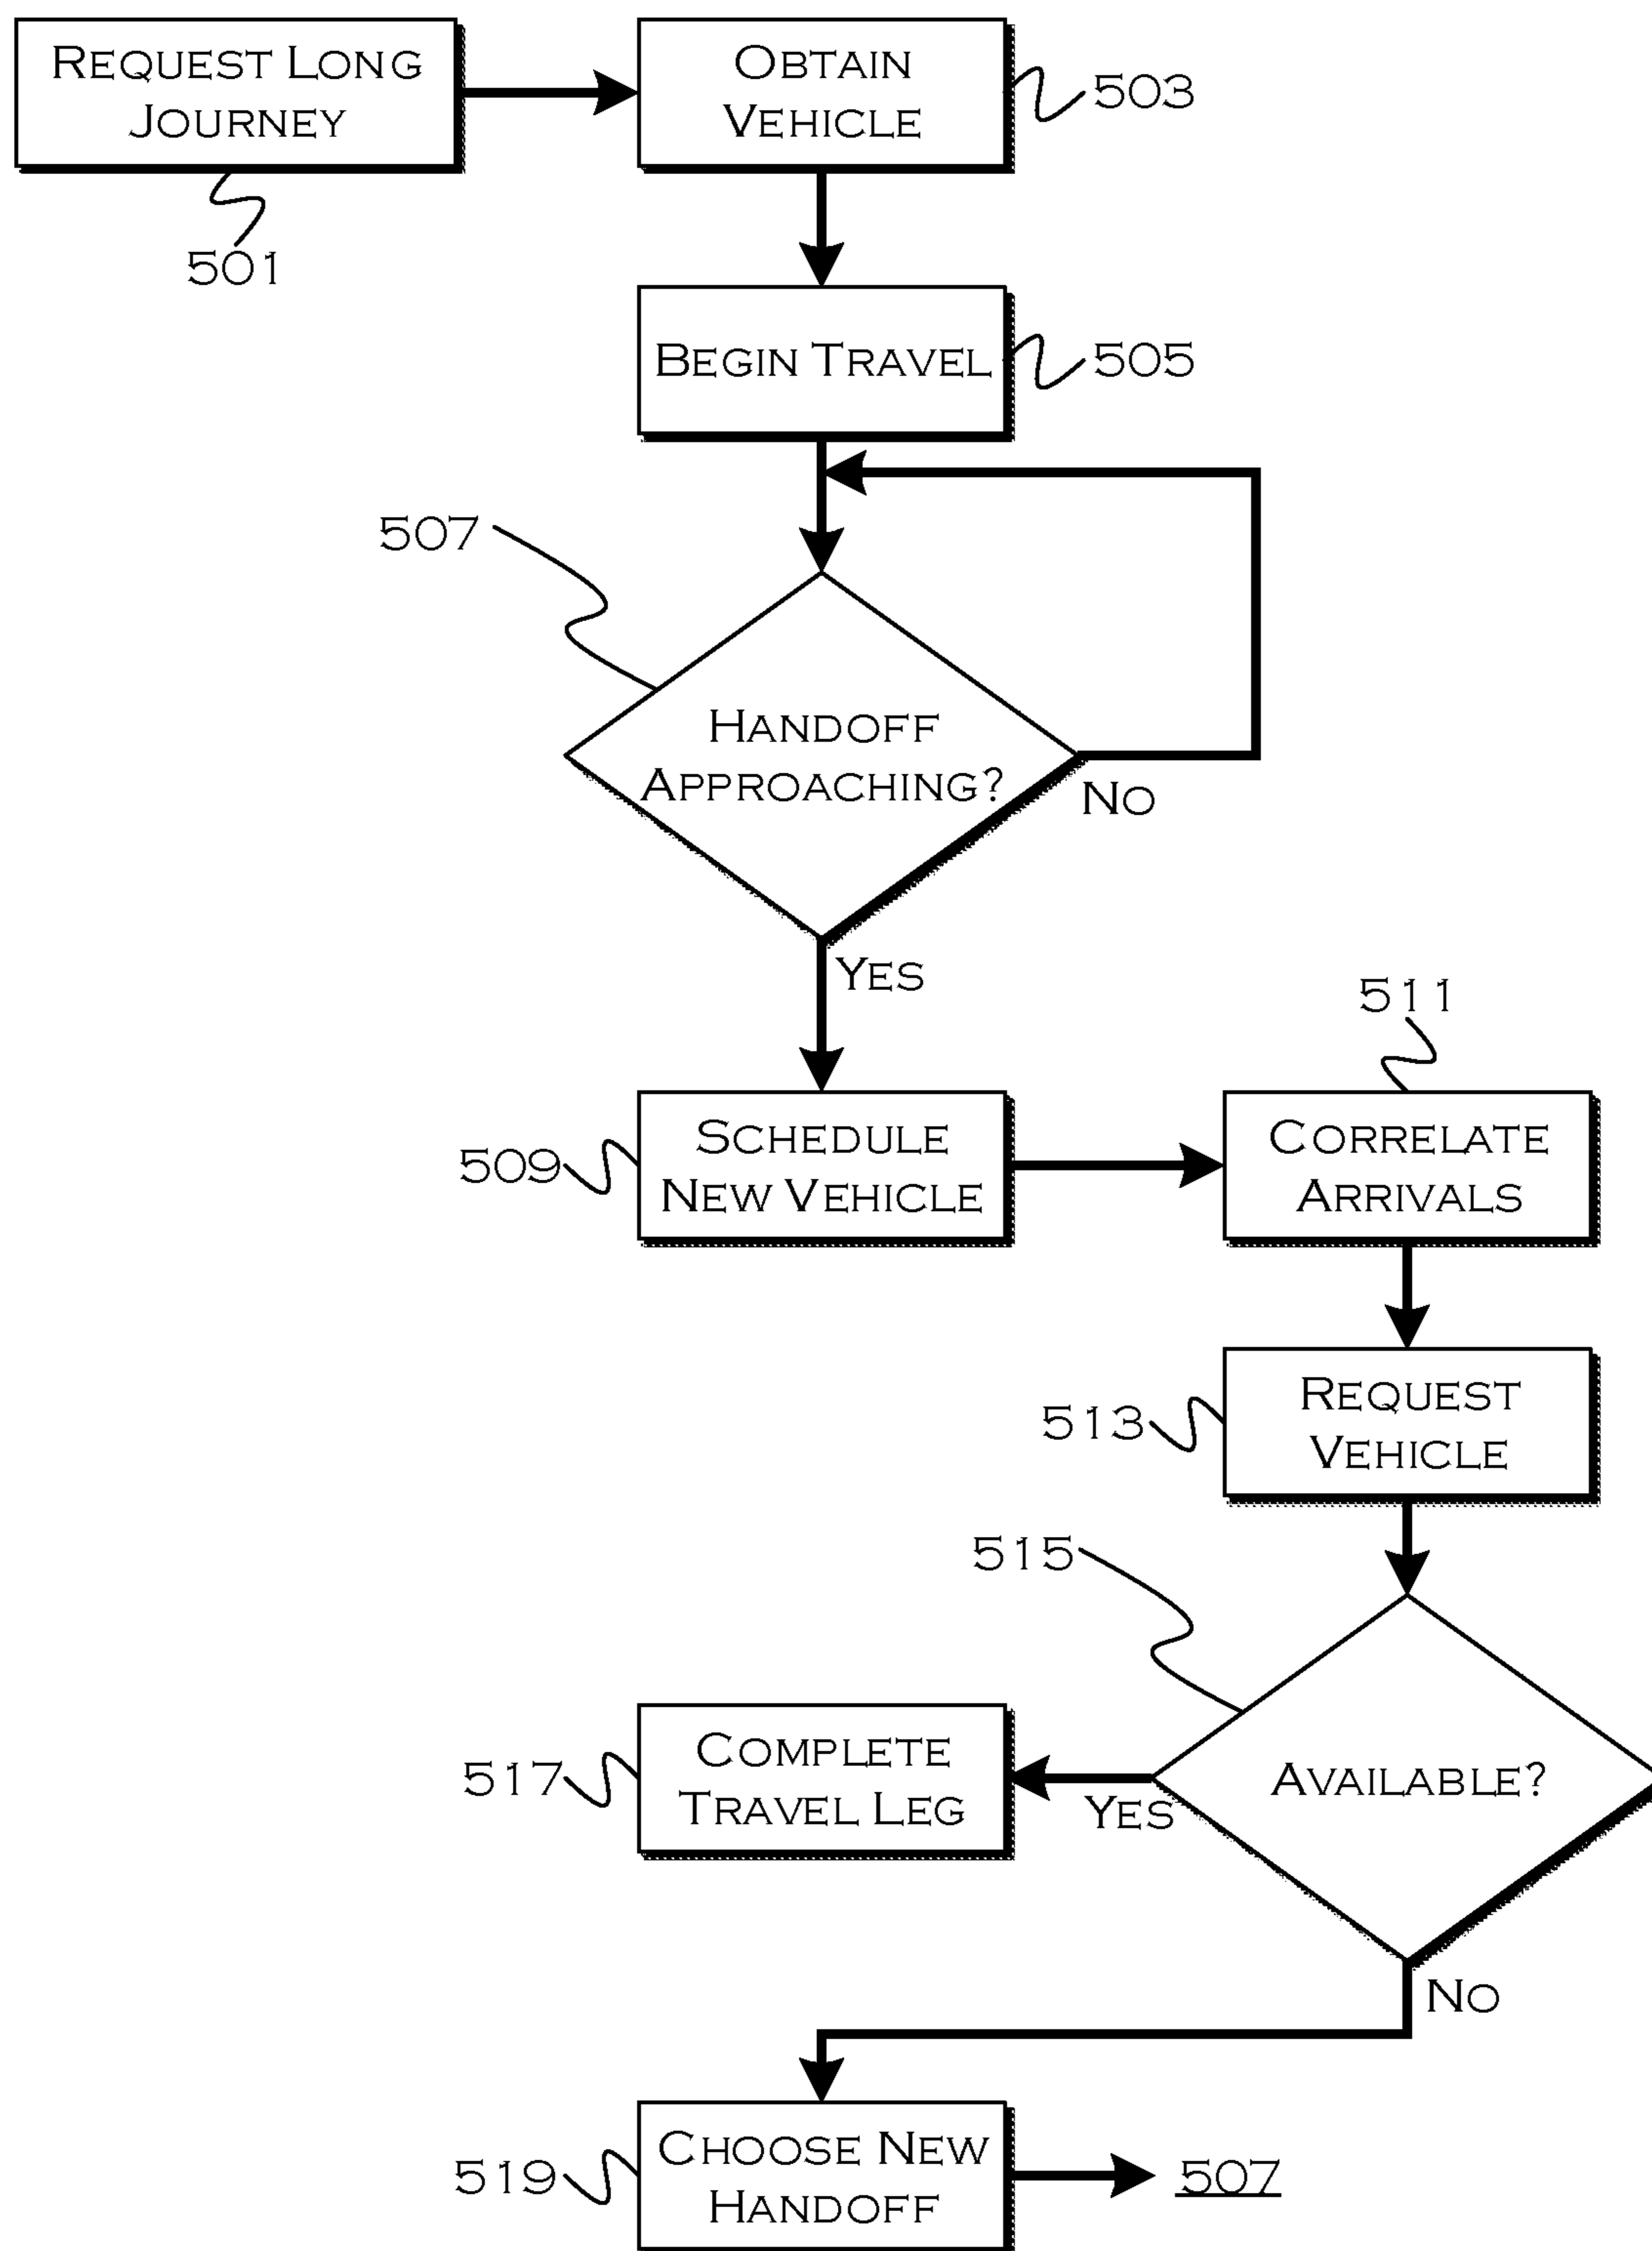 REQUEST LONG
JOURNEY
501
OBTAIN
VEHICLE
503
BEGIN TRAVEL
505
507
HANDOFF
APPROACHING?
NO
YES
509
SCHEDULE
NEW VEHICLE
511
CORRELATE
ARRIVALS
513
REQUEST
VEHICLE
515
AVAILABLE?
YES
517
COMPLETE
TRAVEL LEG
NO
519
CHOOSE NEW
HANDOFF
507